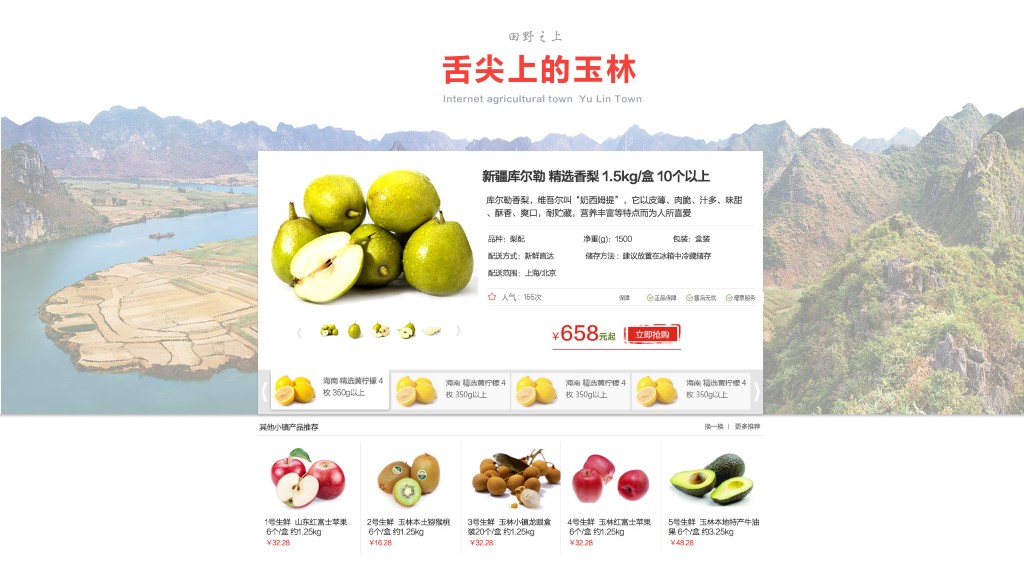 田野之上
舌尖上的玉林
Internet agricultural town Yu Lin Town
新疆库尔勒 精选香梨 1.5kg/盒 10个以上
库尔勒香梨，维吾尔叫“奶西姆提”，它以皮薄、肉脆、汁多、味甜
、酥香、爽口，耐贮藏，营养丰富等特点而为人所喜爱
品种：梨配 净重(g)：1500 包装：盒装
配送方式：新鲜直达 储存方法：建议放置在冰箱中冷藏储存
配送范围：上海/北京
人气：166次 保障 正品保障 售后无忧 增票服务
¥658元起 立即抢购
海南 精选黄柠檬 4
枚 350g以上
海南 精选黄柠檬 4
枚 350g以上
海南 精选黄柠檬 4
枚 350g以上
海南 精选黄柠檬 4
枚 350g以上
其他小镇产品推荐 换一换 | 更多推荐
1号生鲜 山东红富士苹果
6个/盒 约1.25kg
¥32.28
2号生鲜 玉林本土猕猴桃
6个/盒 约1.25kg
¥16.28
3号生鲜 玉林小镇龙眼盒
装20个/盒 约1.25kg
¥32.28
4号生鲜 玉林红富士苹果
6个/盒 约1.25kg
¥32.28
5号生鲜 玉林本地特产牛油
果 6个/盒 约3.25kg
¥48.28